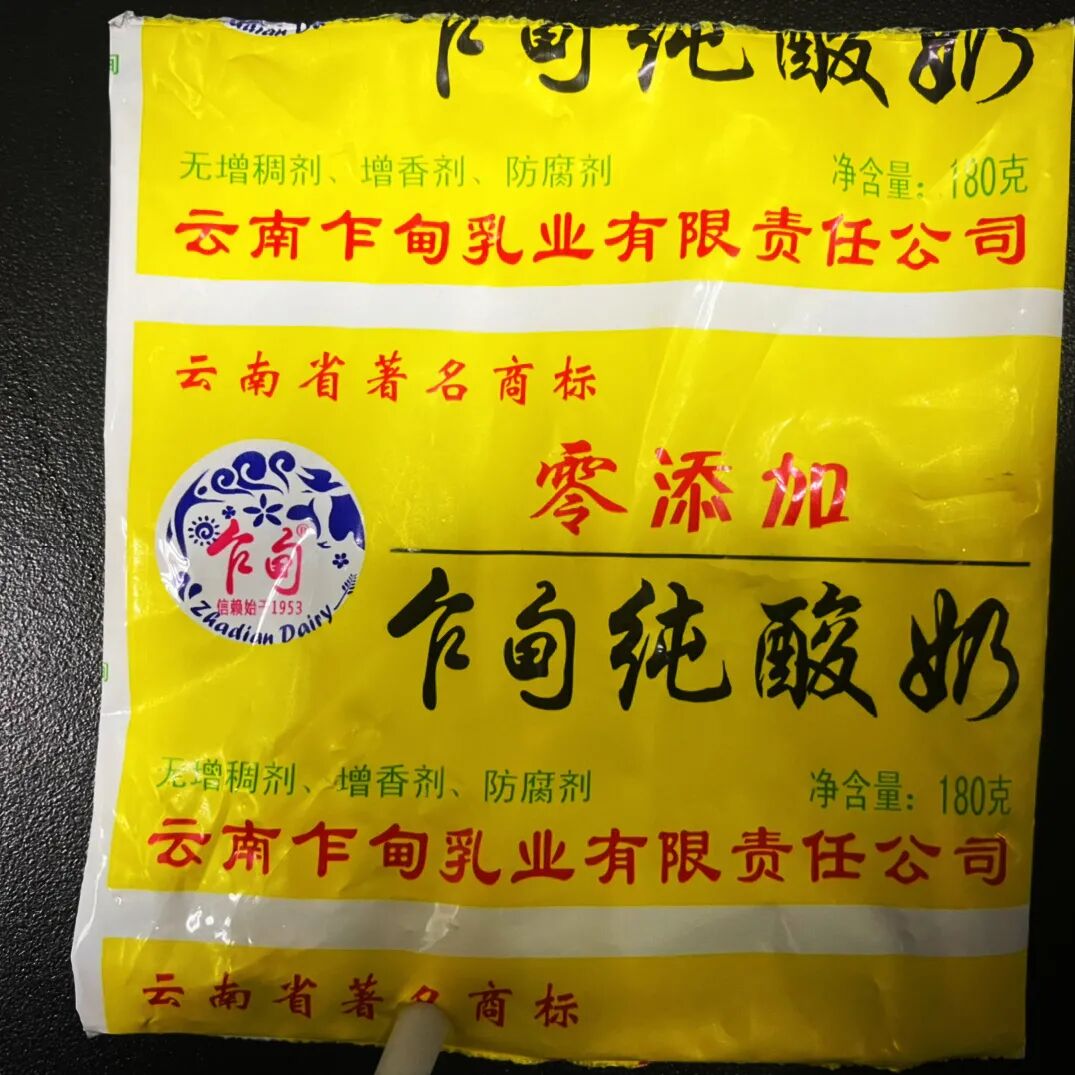 乍甸纯酸奶
无增稠剂、增香剂、防腐剂 净含量：180克
云南乍甸乳业有限责任公司
云南省著名商标
零添加
乍甸®
信赖始于1953
Zhadian Dairy
乍甸纯酸奶
无增稠剂、增香剂、防腐剂 净含量：180克
云南乍甸乳业有限责任公司
云南省著名商标